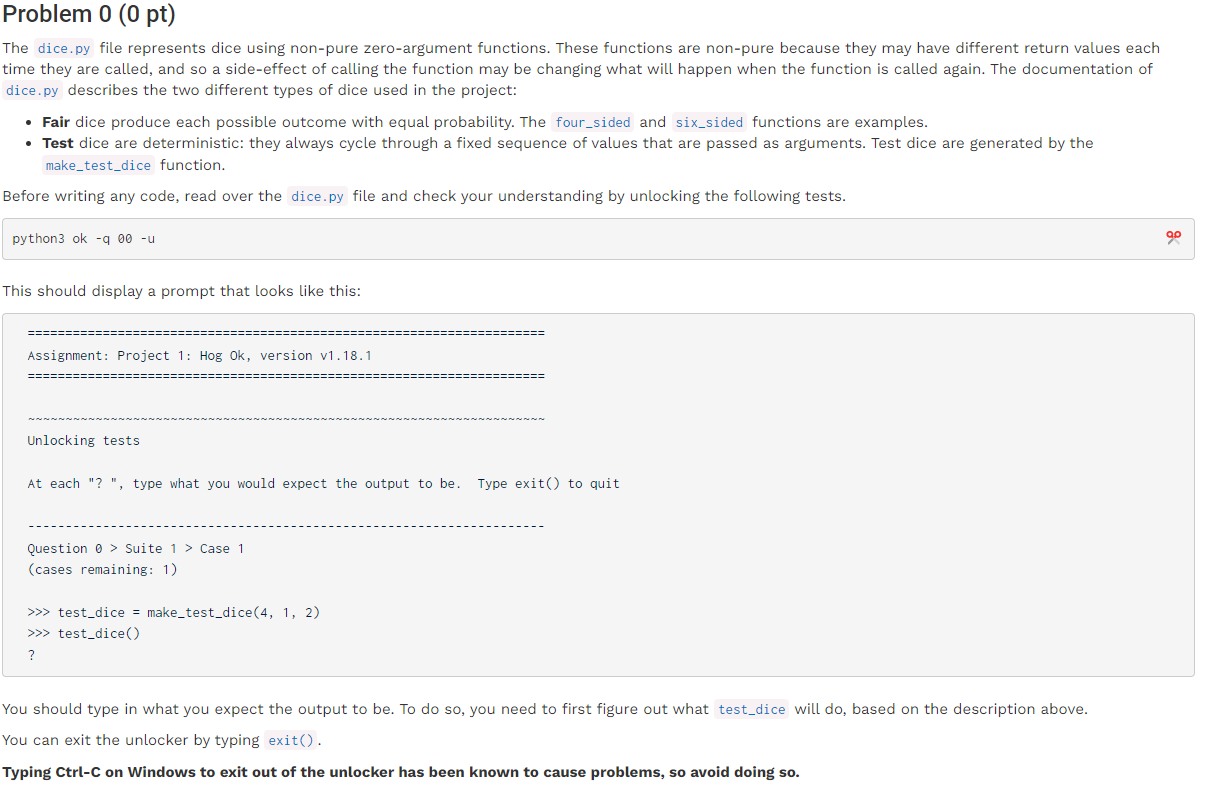 Problem 0 (0 pt)
The dice.py file represents dice using non-pure zero-argument functions. These functions are non-pure because they may have different return values each
time they are called, and so a side-effect of calling the function may be changing what will happen when the function is called again. The documentation of
dice.py describes the two different types of dice used in the project:
• Fair dice produce each possible outcome with equal probability. The four_sided and six_sided functions are examples.
• Test dice are deterministic: they always cycle through a fixed sequence of values that are passed as arguments. Test dice are generated by the
make_test_dice function.
Before writing any code, read over the dice.py file and check your understanding by unlocking the following tests.
python3 ok -q 00 -u
This should display a prompt that looks like this:
=====================================================================
Assignment: Project 1: Hog Ok, version v1.18.1
=====================================================================
~~~~~~~~~~~~~~~~~~~~~~~~~~~~~~~~~~~~~~~~~~~~~~~~~~~~~~~~~~~~~~~~~~~~~
Unlocking tests
At each "? ", type what you would expect the output to be.  Type exit() to quit
---------------------------------------------------------------------
Question 0 > Suite 1 > Case 1
(cases remaining: 1)
>>> test_dice = make_test_dice(4, 1, 2)
>>> test_dice()
?
You should type in what you expect the output to be. To do so, you need to first figure out what test_dice will do, based on the description above.
You can exit the unlocker by typing exit().
Typing Ctrl-C on Windows to exit out of the unlocker has been known to cause problems, so avoid doing so.